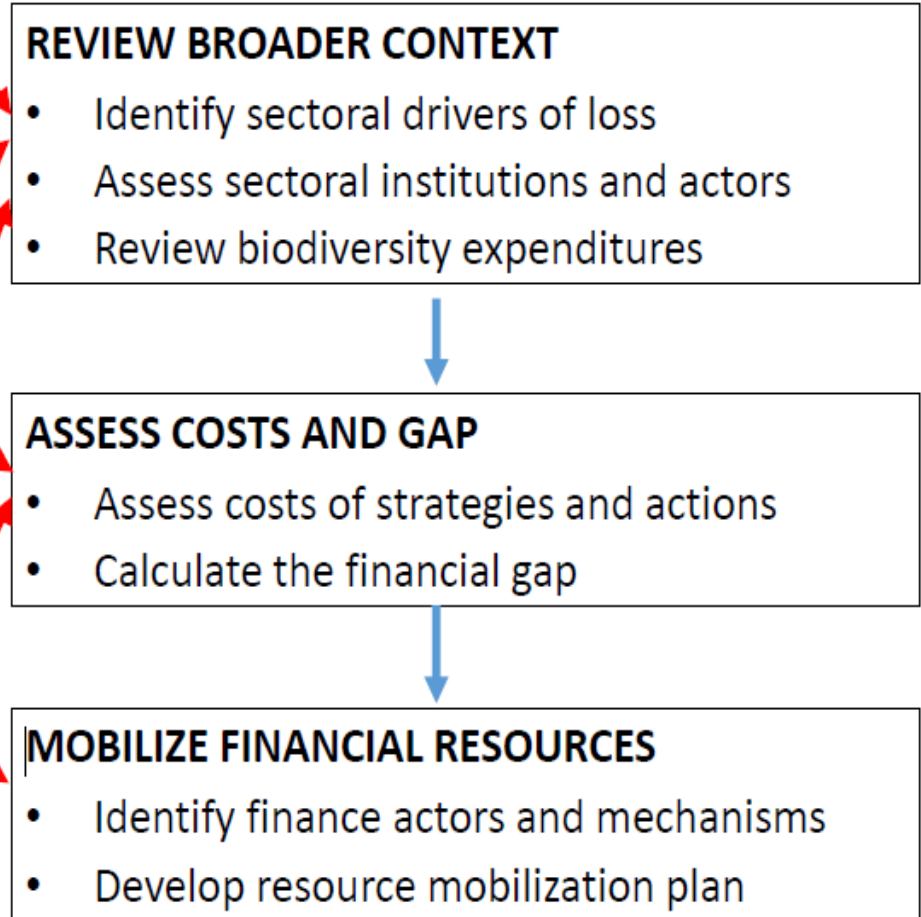 REVIEW BROADER CONTEXT
• Identify sectoral drivers of loss
• Assess sectoral institutions and actors
• Review biodiversity expenditures
ASSESS COSTS AND GAP
• Assess costs of strategies and actions
• Calculate the financial gap
MOBILIZE FINANCIAL RESOURCES
• Identify finance actors and mechanisms
• Develop resource mobilization plan